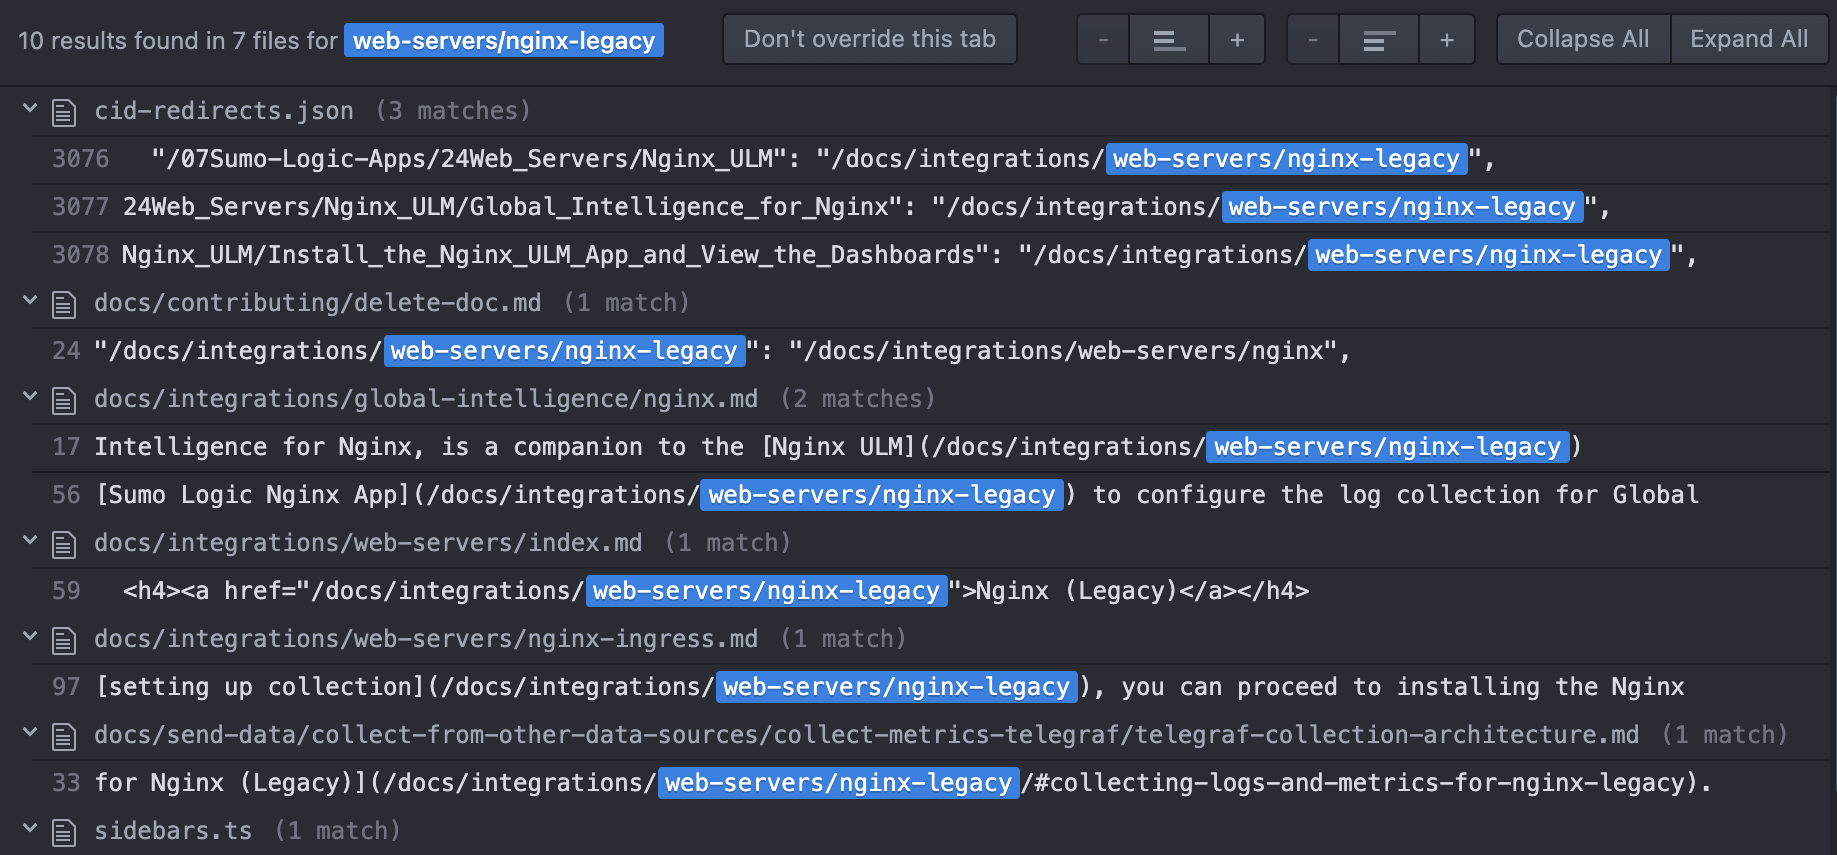 10 results found in 7 files for web-servers/nginx-legacy Don't override this tab - + - + Collapse All Expand All
cid-redirects.json (3 matches)
3076 "/07Sumo-Logic-Apps/24Web_Servers/Nginx_ULM": "/docs/integrations/web-servers/nginx-legacy",
3077 24Web_Servers/Nginx_ULM/Global_Intelligence_for_Nginx": "/docs/integrations/web-servers/nginx-legacy",
3078 Nginx_ULM/Install_the_Nginx_ULM_App_and_View_the_Dashboards": "/docs/integrations/web-servers/nginx-legacy",
docs/contributing/delete-doc.md (1 match)
24 "/docs/integrations/web-servers/nginx-legacy": "/docs/integrations/web-servers/nginx",
docs/integrations/global-intelligence/nginx.md (2 matches)
17 Intelligence for Nginx, is a companion to the [Nginx ULM](/docs/integrations/web-servers/nginx-legacy)
56 [Sumo Logic Nginx App](/docs/integrations/web-servers/nginx-legacy) to configure the log collection for Global
docs/integrations/web-servers/index.md (1 match)
59 <h4><a href="/docs/integrations/web-servers/nginx-legacy">Nginx (Legacy)</a></h4>
docs/integrations/web-servers/nginx-ingress.md (1 match)
97 [setting up collection](/docs/integrations/web-servers/nginx-legacy), you can proceed to installing the Nginx
docs/send-data/collect-from-other-data-sources/collect-metrics-telegraf/telegraf-collection-architecture.md (1 match)
33 for Nginx (Legacy)](/docs/integrations/web-servers/nginx-legacy/#collecting-logs-and-metrics-for-nginx-legacy).
sidebars.ts (1 match)